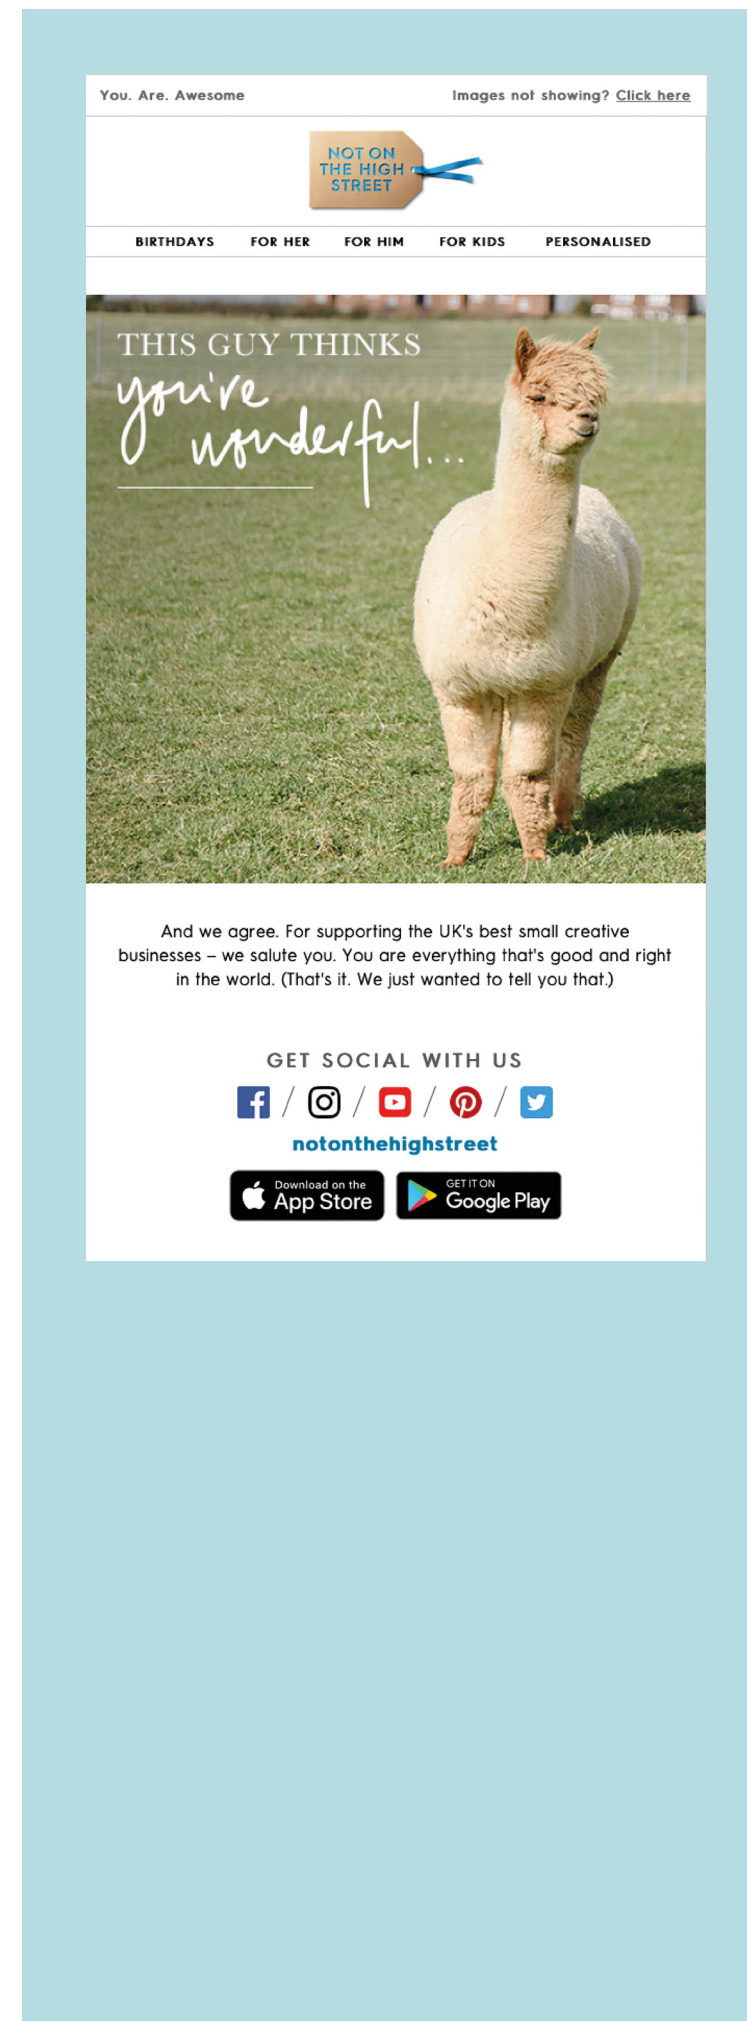 You. Are. Awesome
Images not showing? Click here
NOT ON
THE HIGH
STREET
BIRTHDAYS FOR HER FOR HIM FOR KIDS PERSONALISED
THIS GUY THINKS
you're
wonderful...
And we agree. For supporting the UK's best small creative
businesses – we salute you. You are everything that's good and right
in the world. (That's it. We just wanted to tell you that.)
GET SOCIAL WITH US
notonthehighstreet
Download on the
App Store
GET IT ON
Google Play